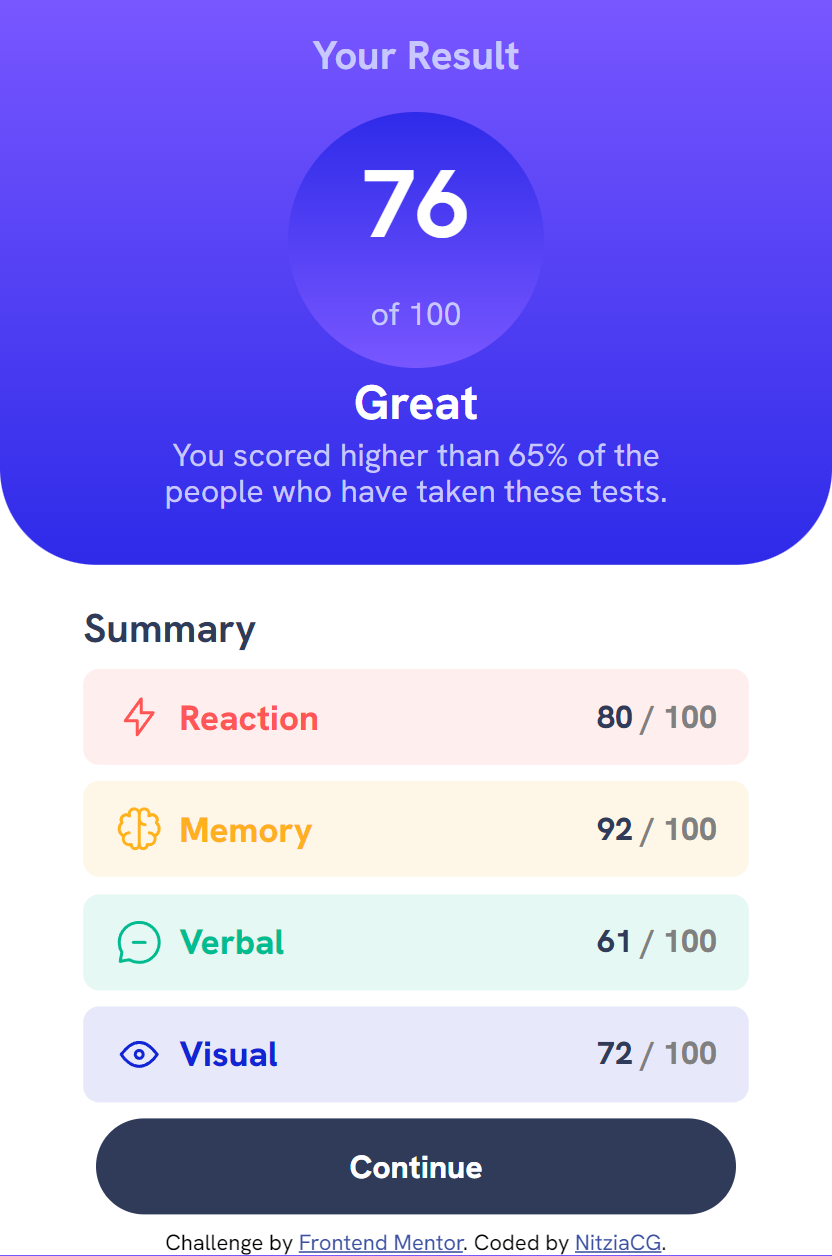 Your Result
76
of 100
Great
You scored higher than 65% of the
people who have taken these tests.
Summary
Reaction 80 / 100
Memory 92 / 100
Verbal 61 / 100
Visual 72 / 100
Continue
Challenge by Frontend Mentor. Coded by NitziaCG.